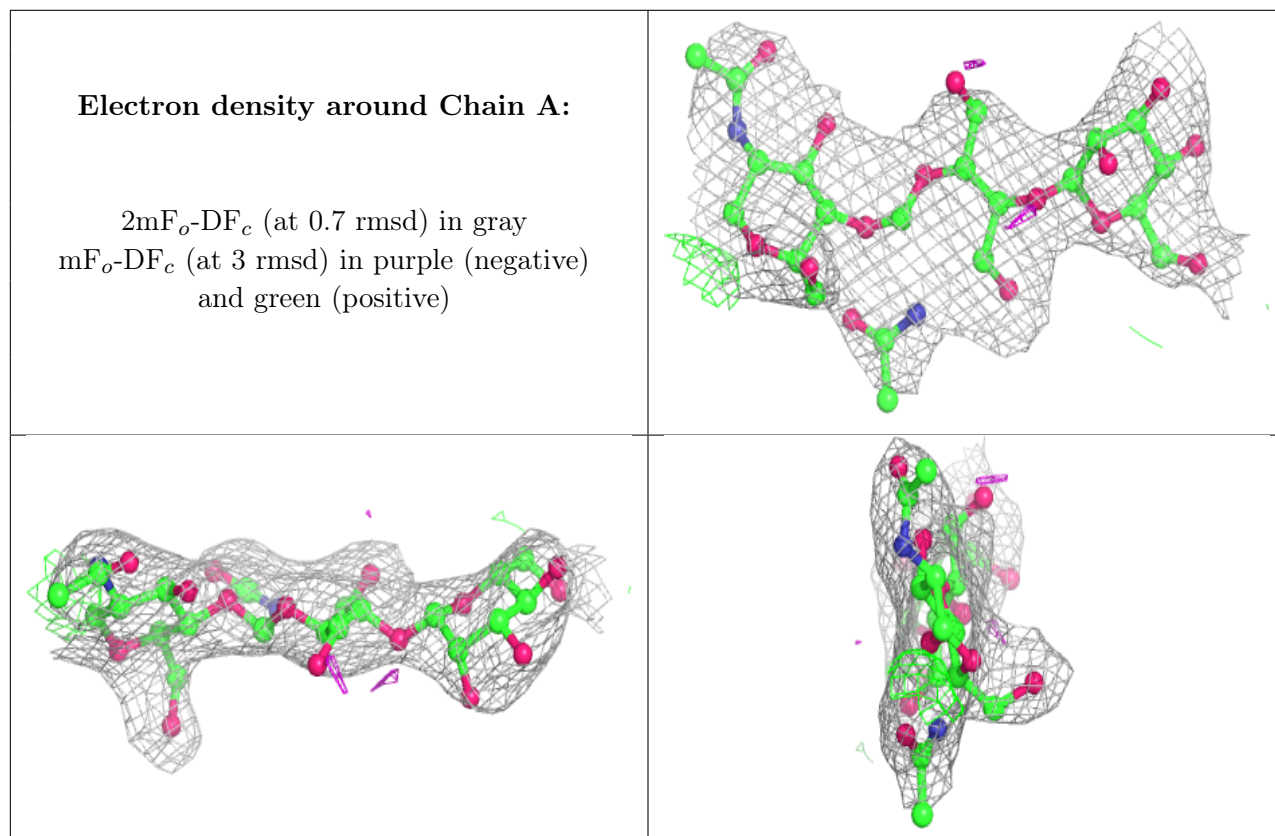 Electron density around Chain A:
2mFₒ-DF𝒸 (at 0.7 rmsd) in gray
mFₒ-DF𝒸 (at 3 rmsd) in purple (negative)
and green (positive)